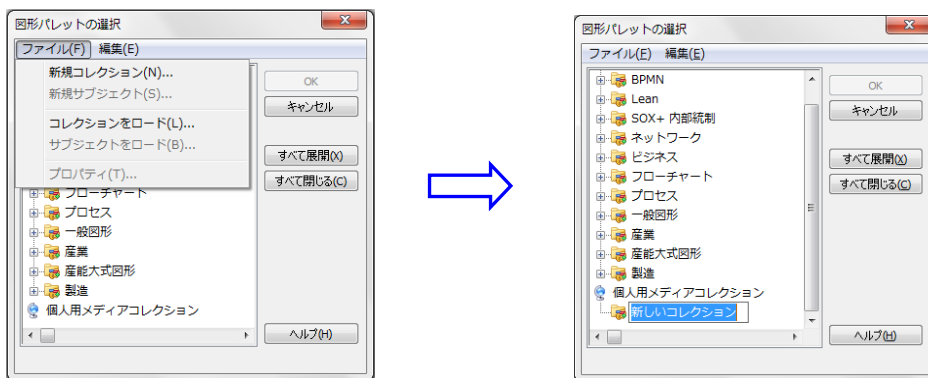 図形パレットの選択
ファイル(F) 編集(E)
新規コレクション(N)...
新規サブジェクト(S)...
コレクションをロード(L)...
サブジェクトをロード(B)...
プロパティ(T)...
フローチャート
プロセス
一般図形
産業
産能大式図形
製造
個人用メディアコレクション
OK
キャンセル
すべて展開(X)
すべて閉じる(C)
ヘルプ(H)
図形パレットの選択
ファイル(F) 編集(E)
BPMN
Lean
SOX+ 内部統制
ネットワーク
ビジネス
フローチャート
プロセス
一般図形
産業
産能大式図形
製造
個人用メディアコレクション
新しいコレクション
OK
キャンセル
すべて展開(X)
すべて閉じる(C)
ヘルプ(H)